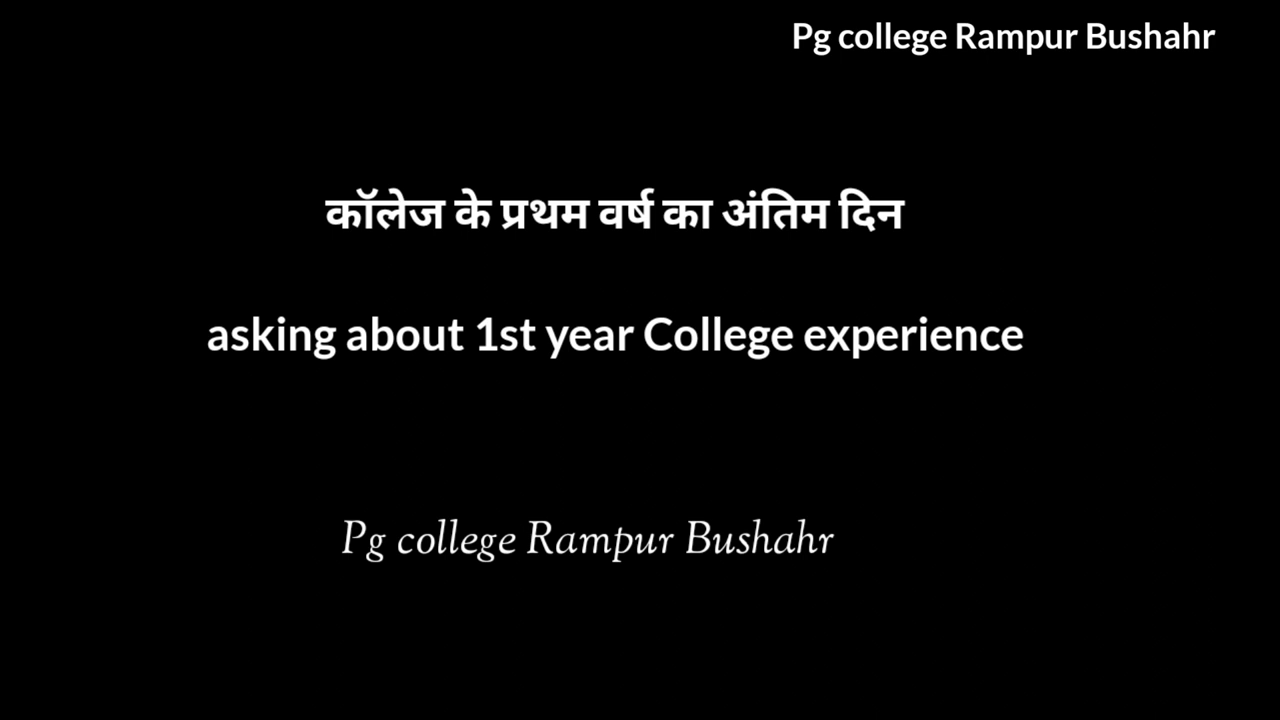 Pg college Rampur Bushahr
कॉलेज के प्रथम वर्ष का अंतिम दिन
asking about 1st year College experience
Pg college Rampur Bushahr